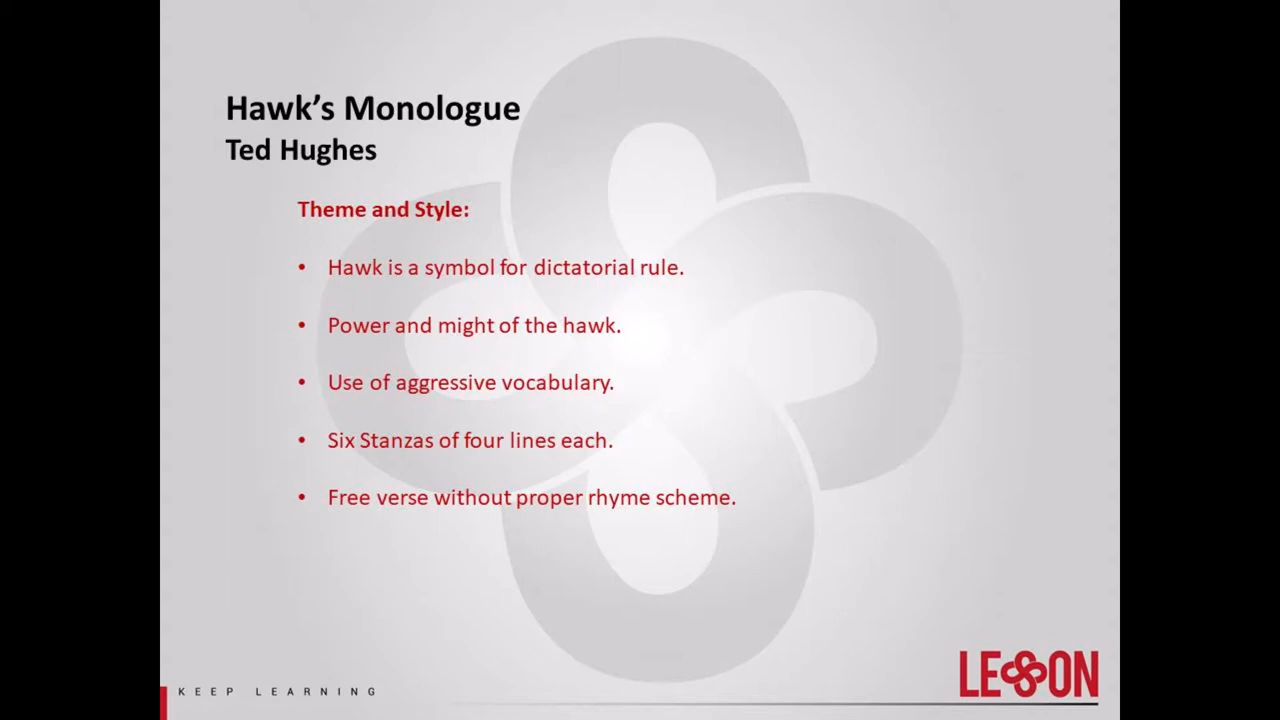 Hawk’s Monologue
Ted Hughes
Theme and Style:
• Hawk is a symbol for dictatorial rule.
• Power and might of the hawk.
• Use of aggressive vocabulary.
• Six Stanzas of four lines each.
• Free verse without proper rhyme scheme.
KEEP LEARNING
LESSON